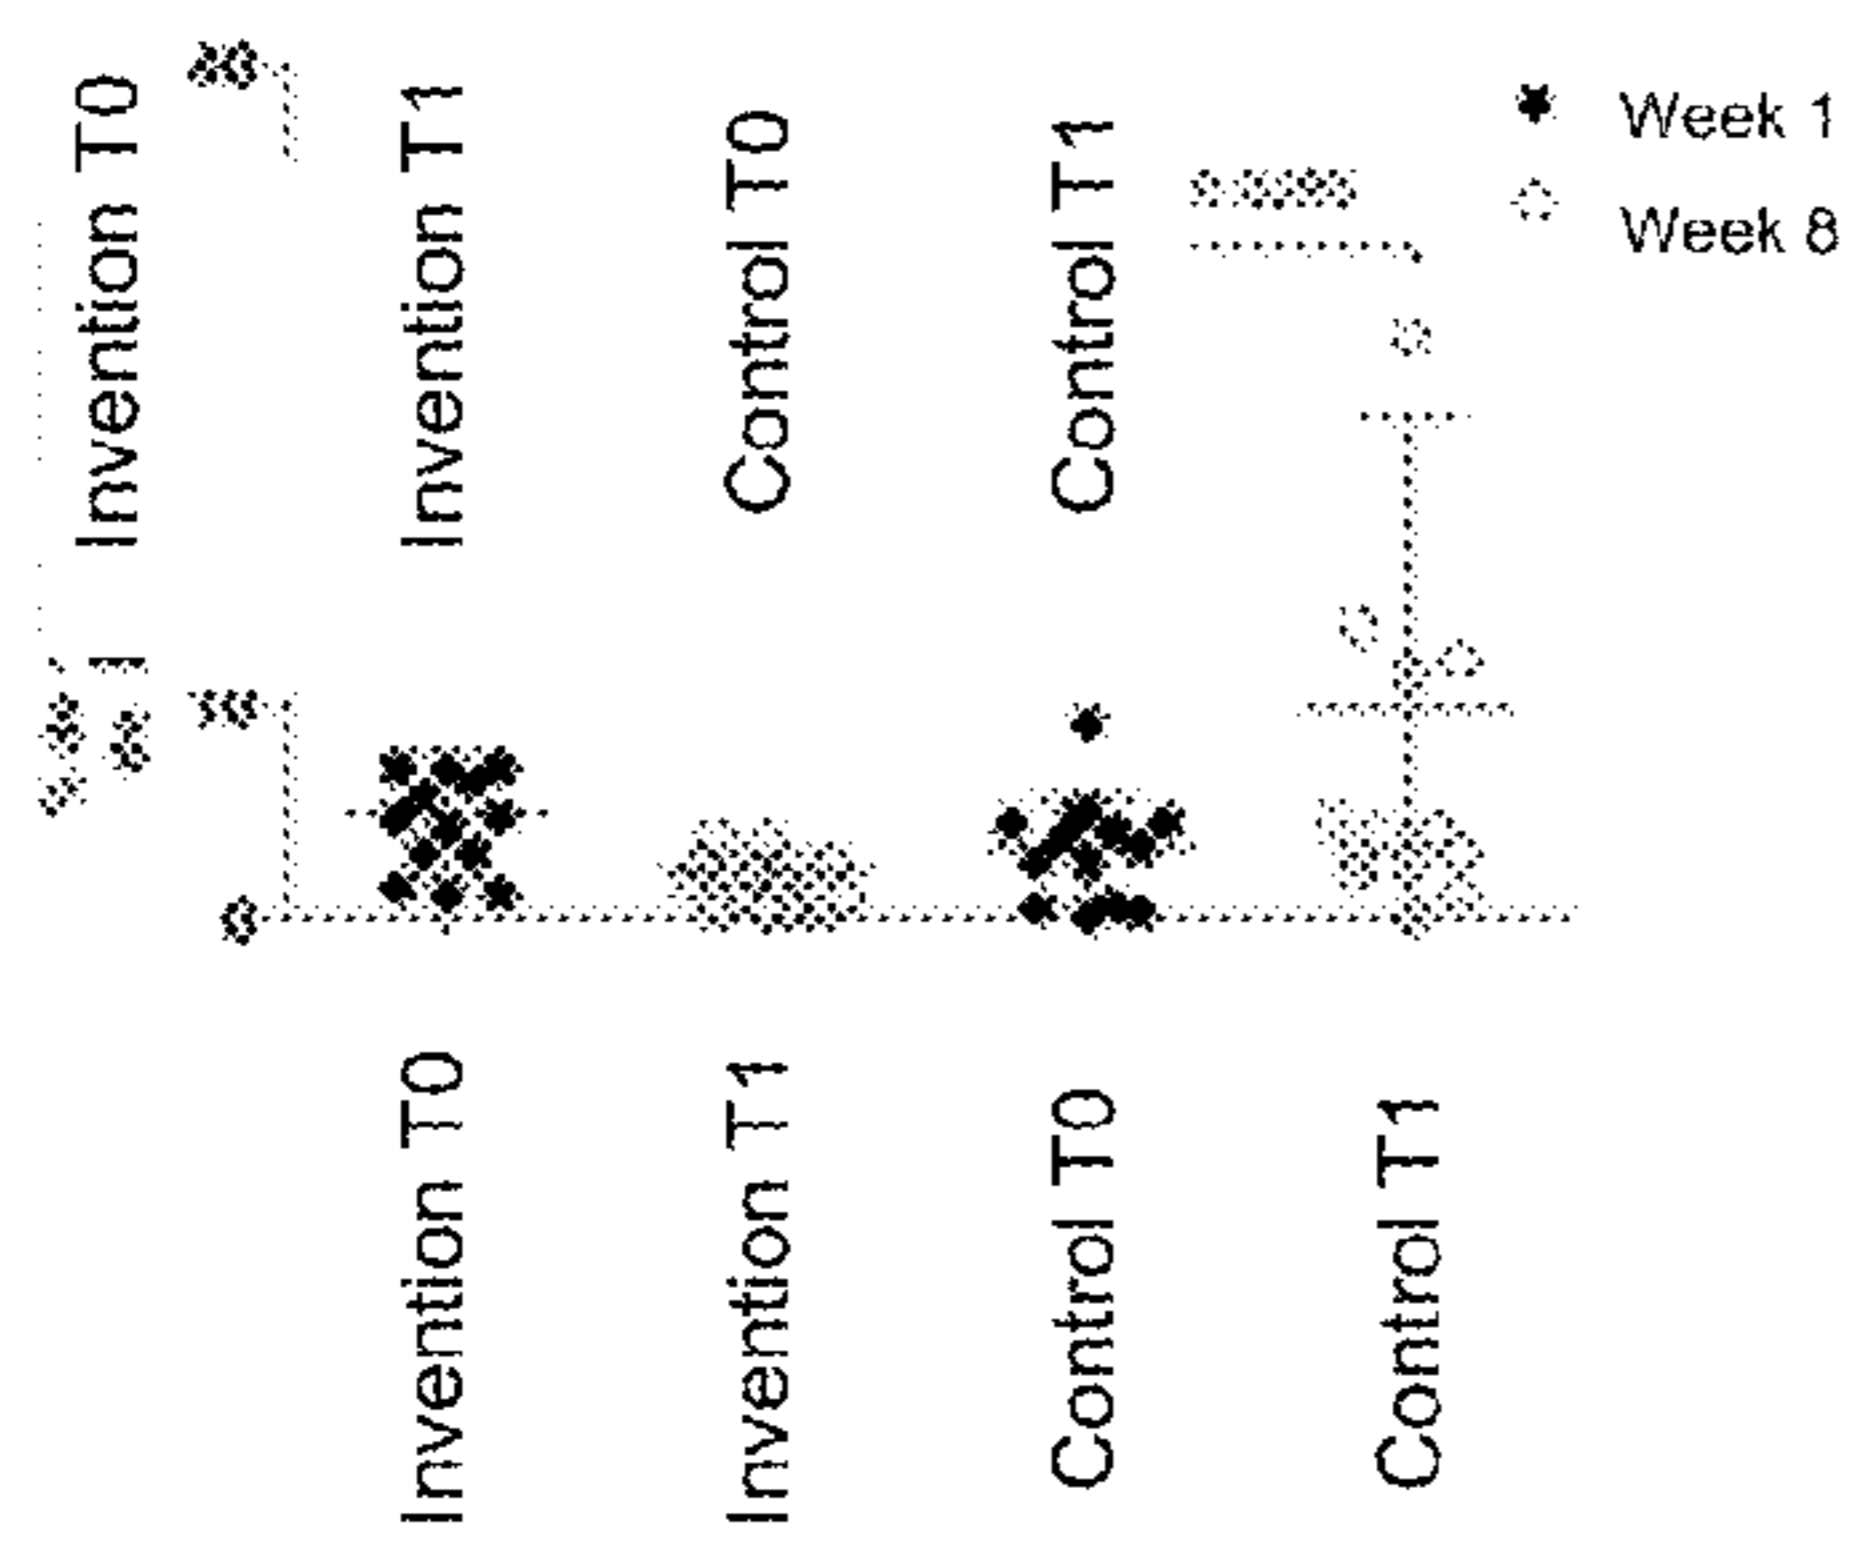 Invention T0
Invention T1
Control T0
Control T1
Week 1
Week 8
Invention T0
Invention T1
Control T0
Control T1